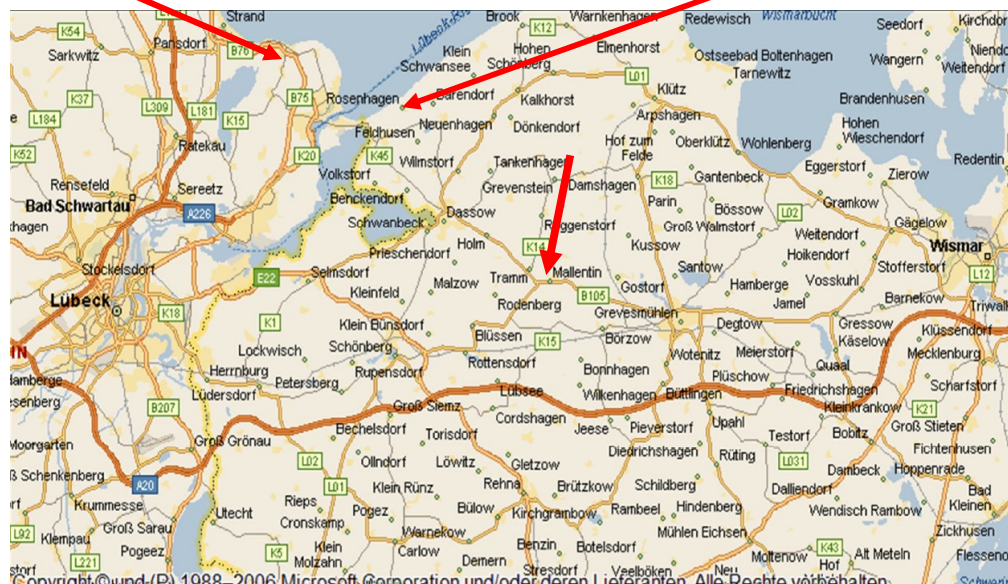 K54
Strand
Brook
K12
Warnkenhagen
Redewisch
Wismarbucht
Seedorf
Sarkwitz
Pansdorf
B76
Klein
Schwansee
Hohen
Schönberg
Elmenhorst
Ostseebad Boltenhagen
Tarnewitz
Wangern
Weitendorf
L01
K37
L309
L181
K15
B75
Rosenhagen
Barendorf
Kalkhorst
Klütz
Brandenhusen
L184
Arpshagen
Feldhusen
Neuenhagen
Dönkendorf
Hohen
Wieschendorf
Ratekau
Hof zum
Felde
Oberklütz
Wohlenberg
K52
K20
K45
Wilmstorf
Tankenhagen
Eggerstorf
Redentin
Rensefeld
Sereetz
Volkstorf
Grevenstein
Damshagen
K18
Gantenbeck
Zierow
Bad Schwartau
Benckendorf
Parin
Gramkow
A226
Schwanbeck
Dassow
Bössow
L02
Roggenstorf
Groß Walmstorf
Weitendorf
Gägelow
Prieschendorf
Holm
K14
Kussow
Hoikendorf
Wismar
Stockelsdorf
E22
Selmsdorf
Tramm
Mallentin
Santow
Stofferstorf
L12
Kleinfeld
Malzow
Gostorf
Hamberge
Vosskuhl
Lübeck
B105
Rodenberg
Jamel
Barnekow
K18
K1
Klein Bünsdorf
Grevesmühlen
Degtow
Gressow
Klüssendorf
Blüssen
Börzow
Käselow
Lockwisch
Schönberg
K15
Wotenitz
Meierstorf
Mecklenburg
Herrnburg
Rupensdorf
Rottensdorf
Bonnhagen
Plüschow
Quaal
Petersberg
Friedrichshagen
Scharfstorf
Lüdersdorf
Lübsee
Wilkenhagen
Büttlingen
B207
Groß Siemz
Kleinkrankow
K21
Cordshagen
Upahl
Groß Stieten
Moorgarten
Groß Grönau
Bechelsdorf
Torisdorf
Jeese
Pieverstorf
Testorf
Bobitz
Fichtenhusen
Diedrichshagen
L02
Ollndorf
Löwitz
Gletzow
Rüting
L031
Dambeck
Hoppenrade
A20
L01
Klein Rünz
Rehna
Brützkow
Schildberg
Dalliendorf
Bad
Kleinen
Krummesse
Utecht
Rieps
Pogez
Bülow
Kirchgrambow
Rambeel
Hindenberg
Wendisch Rambow
L92
Klempau
Groß Sarau
Cronskamp
Warnekow
Mühlen Eichsen
Zickhusen
Pogeez
K5
Klein
Molzahn
Carlow
Benzin
Botelsdorf
K43
Alt Meteln
L221
Demern
Stresdorf
Veelböken
Neu
Moltenow
Hof
Copyright © und (P) 1988–2006 Microsoft Corporation und/oder deren Lieferanten. Alle Rechte vorbehalten.